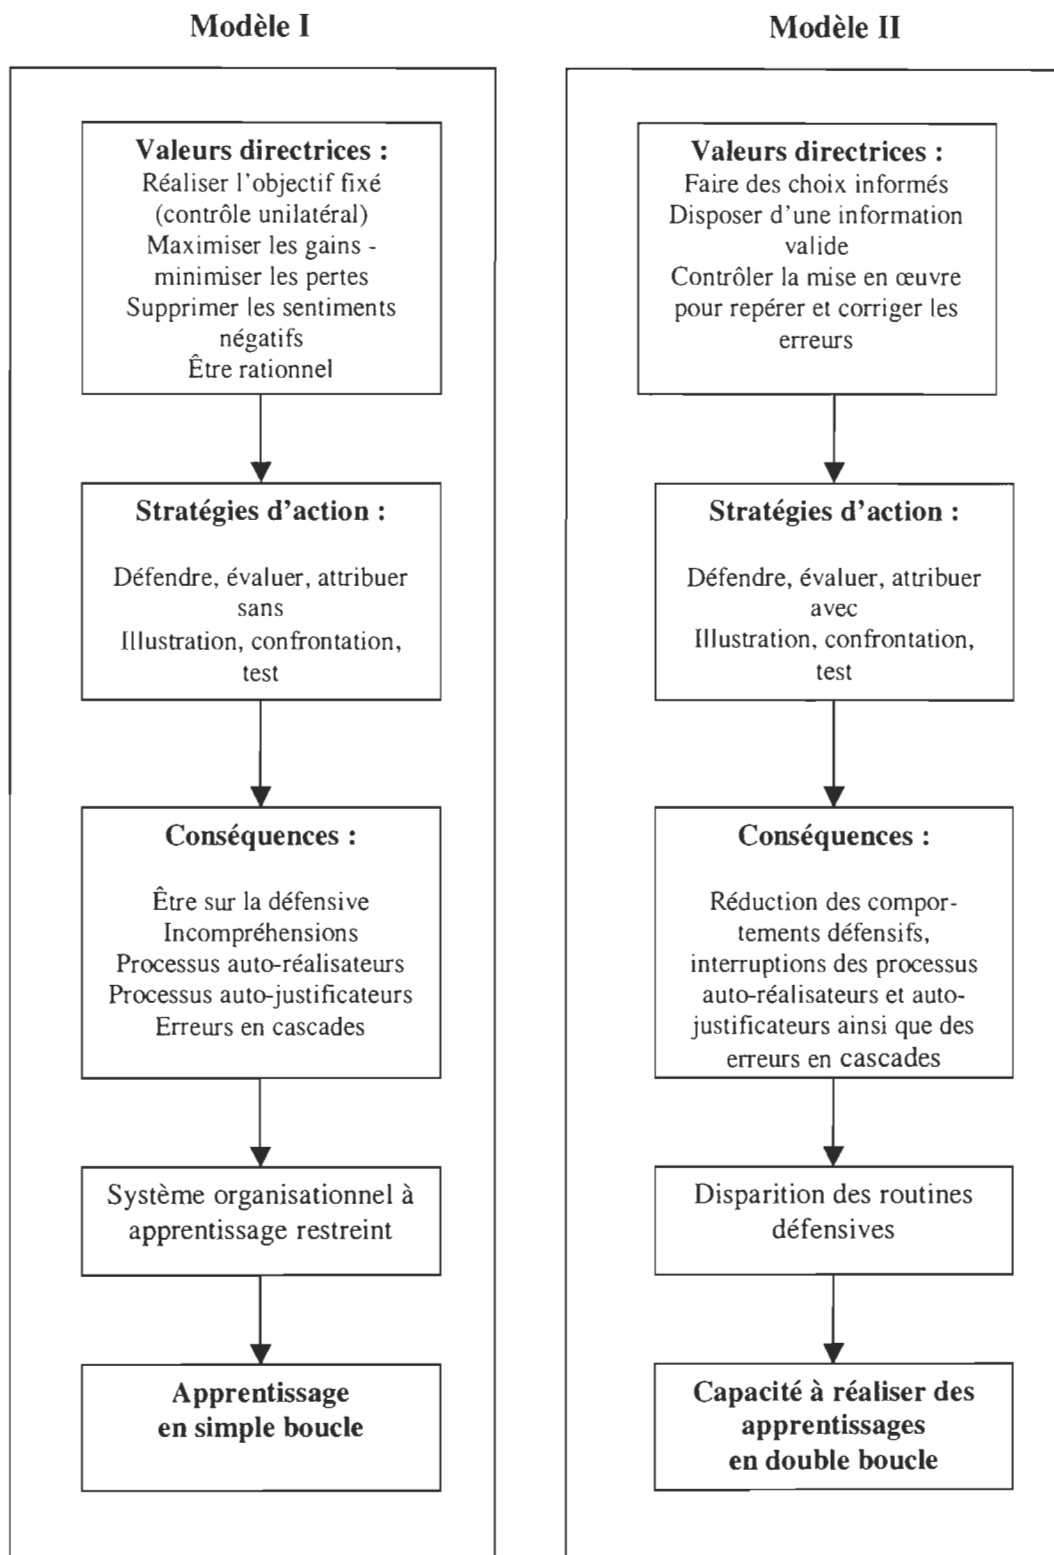 Modèle I
Valeurs directrices :
Réaliser l'objectif fixé
(contrôle unilatéral)
Maximiser les gains -
minimiser les pertes
Supprimer les sentiments
négatifs
Être rationnel
Stratégies d'action :
Défendre, évaluer, attribuer
sans
Illustration, confrontation,
test
Conséquences :
Être sur la défensive
Incompréhensions
Processus auto-réalisateurs
Processus auto-justificateurs
Erreurs en cascades
Système organisationnel à
apprentissage restreint
Apprentissage
en simple boucle
Modèle II
Valeurs directrices :
Faire des choix informés
Disposer d'une information
valide
Contrôler la mise en œuvre
pour repérer et corriger les
erreurs
Stratégies d'action :
Défendre, évaluer, attribuer
avec
Illustration, confrontation,
test
Conséquences :
Réduction des compor-
tements défensifs,
interruptions des processus
auto-réalisateurs et auto-
justificateurs ainsi que des
erreurs en cascades
Disparition des routines
défensives
Capacité à réaliser des
apprentissages
en double boucle